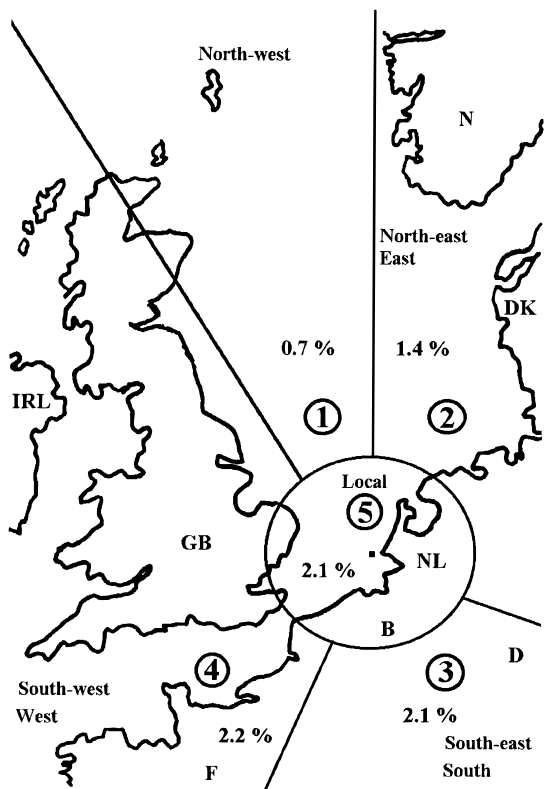 North-west
N
North-east
East
DK
0.7 %
1.4 %
IRL
1
2
Local
5
GB
2.1 %
NL
B
D
4
3
South-west
West
2.2 %
2.1 %
South-east
South
F